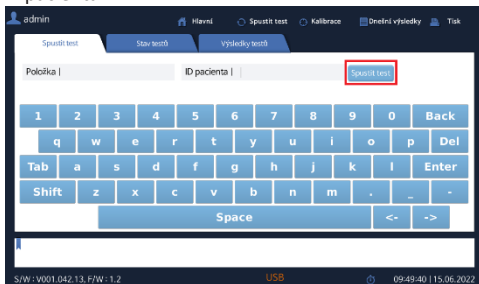 admin Hlavní Spustit test Kalibrace Dnešní výsledky Tisk
Spustit test Stav testů Výsledky testů
Položka | ID pacienta | Spustit test
1 2 3 4 5 6 7 8 9 0 Back
q w e r t y u i o p Del
Tab a s d f g h j k l Enter
Shift z x c v b n m . _ -
Space <- ->
S/W : V001.042.13, F/W : 1.2 USB 09:49:40 | 15.06.2022